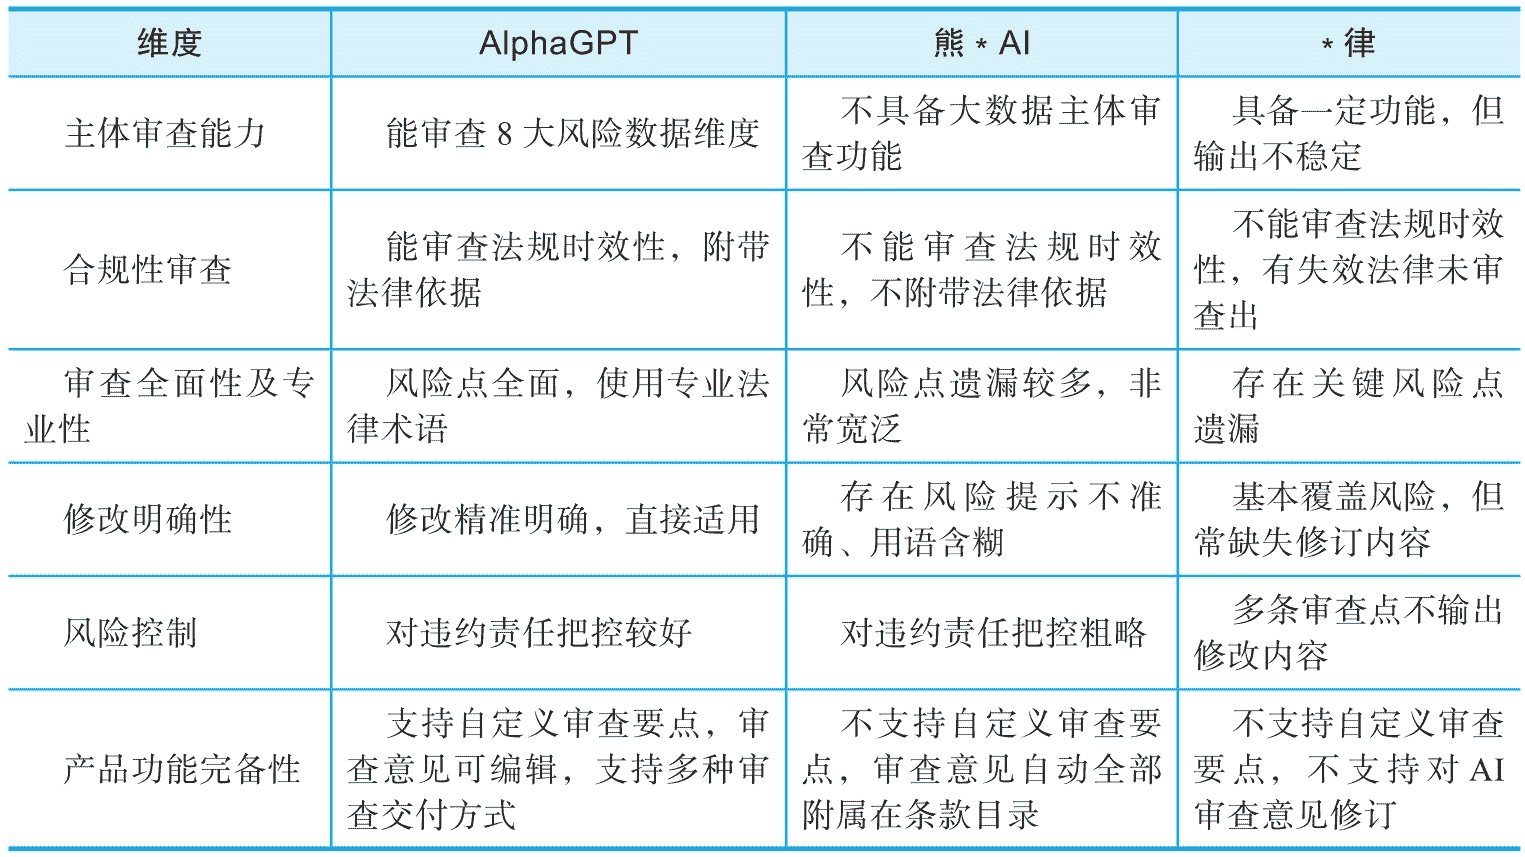 维度
AlphaGPT
熊 * AI
* 律
主体审查能力
能审查 8 大风险数据维度
不具备大数据主体审
查功能
具备一定功能，但
输出不稳定
合规性审查
能审查法规时效性，附带
法律依据
不能审查法规时效
性，不附带法律依据
不能审查法规时效
性，有失效法律未审
查出
审查全面性及专
业性
风险点全面，使用专业法
律术语
风险点遗漏较多，非
常宽泛
存在关键风险点
遗漏
修改明确性
修改精准明确，直接适用
存在风险提示不准
确、用语含糊
基本覆盖风险，但
常缺失修订内容
风险控制
对违约责任把控较好
对违约责任把控粗略
多条审查点不输出
修改内容
产品功能完备性
支持自定义审查要点，审
查意见可编辑，支持多种审
查交付方式
不支持自定义审查要
点，审查意见自动全部
附属在条款目录
不支持自定义审查
要点，不支持对 AI
审查意见修订